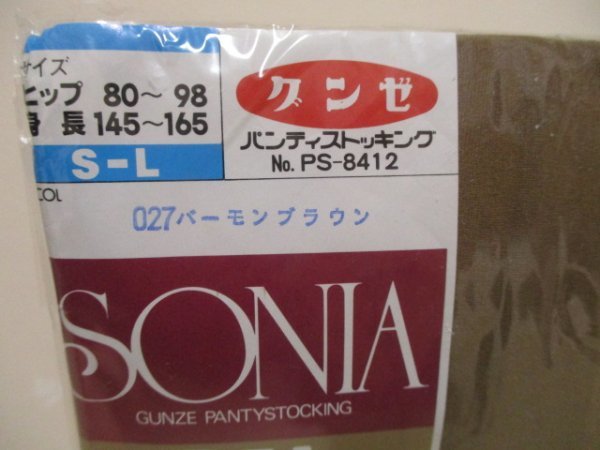 サイズ
ヒップ 80～98
身長 145～165
S-L
グンゼ
パンティストッキング
No. PS-8412
COL
027バーモンブラウン
SONIA
GUNZE PANTYSTOCKING